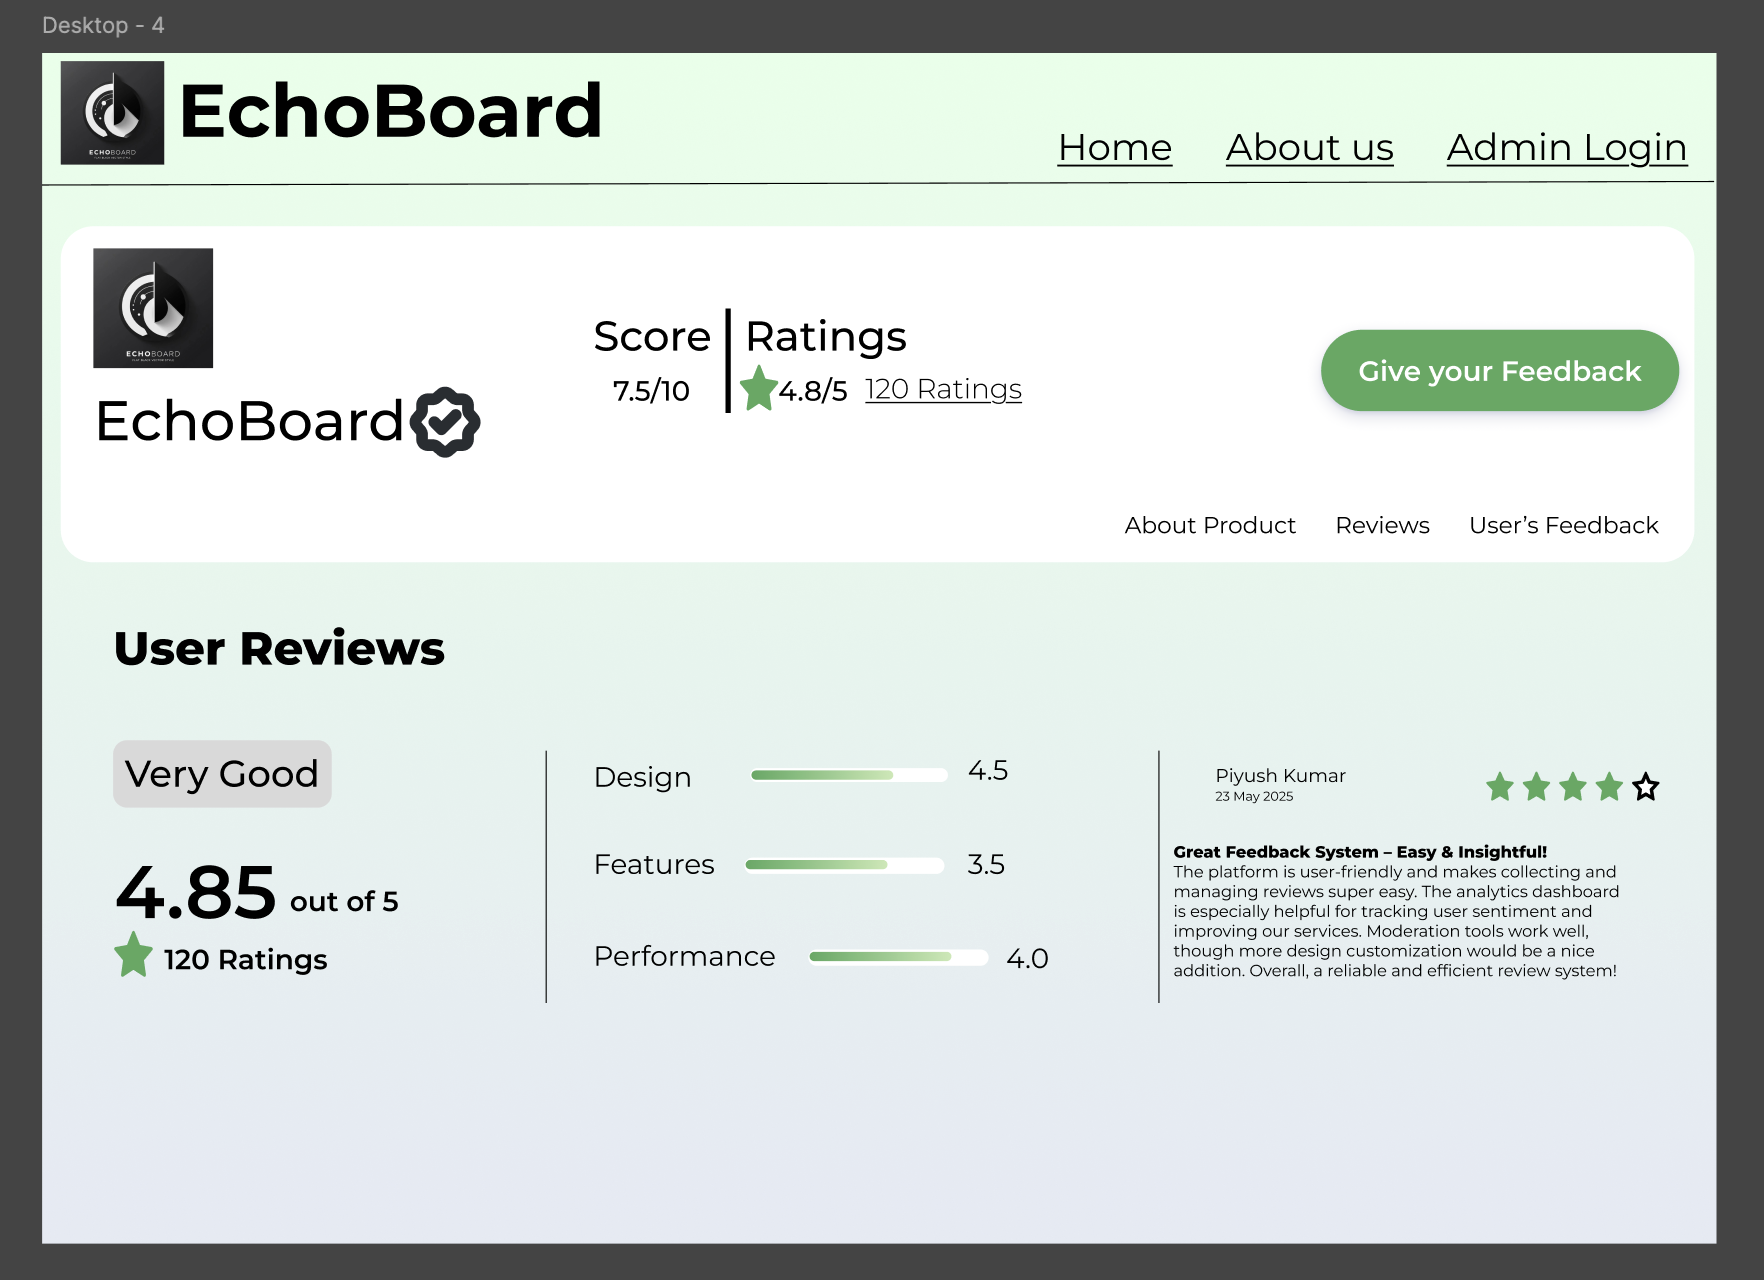 Desktop - 4
ECHOBOARD
EchoBoard
Home About us Admin Login
ECHOBOARD
EchoBoard
Score
7.5/10
Ratings
4.8/5 120 Ratings
Give your Feedback
About Product Reviews User’s Feedback
User Reviews
Very Good
4.85 out of 5
120 Ratings
Design 4.5
Features 3.5
Performance 4.0
Piyush Kumar
23 May 2025
Great Feedback System – Easy & Insightful!
The platform is user-friendly and makes collecting and
managing reviews super easy. The analytics dashboard
is especially helpful for tracking user sentiment and
improving our services. Moderation tools work well,
though more design customization would be a nice
addition. Overall, a reliable and efficient review system!